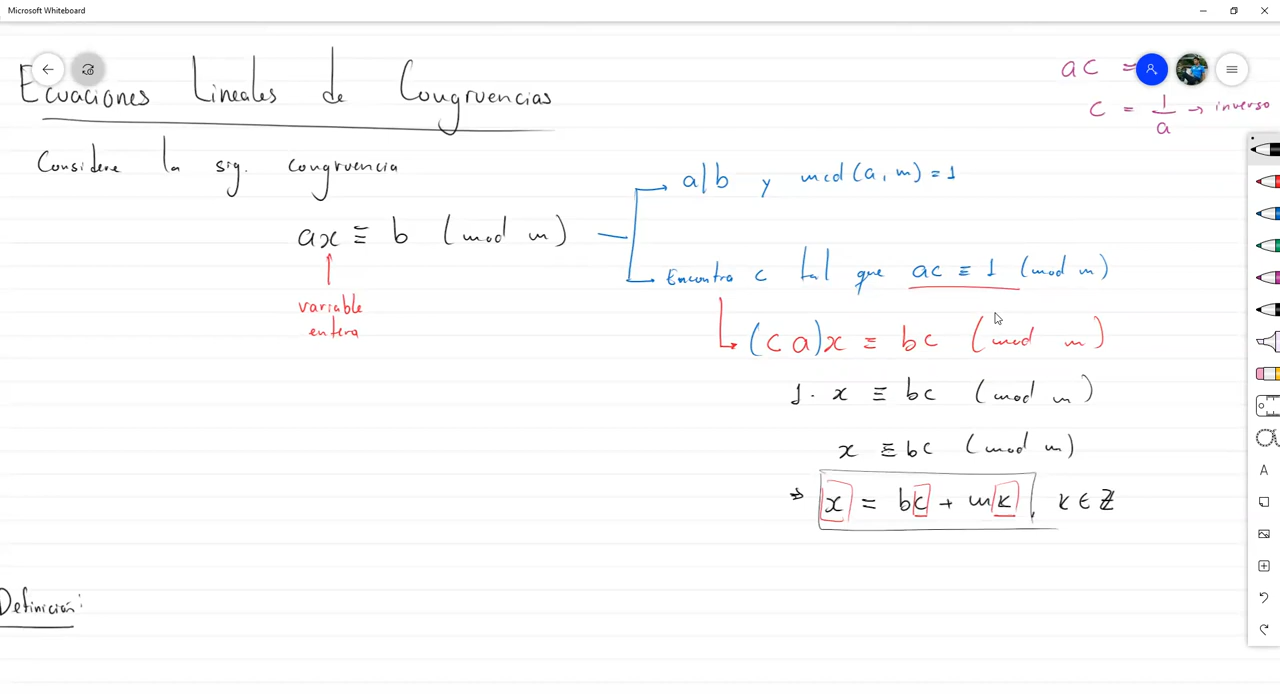 Microsoft Whiteboard
Ecuaciones Lineales de Congruencias
ac =
c = 1/a → inverso
Considere la sig. congruencia
ax ≡ b (mod m)
variable
entera
a|b y mcd(a, m) = 1
Encontra c tal que ac ≡ 1 (mod m)
(c a)x ≡ bc (mod m)
1. x ≡ bc (mod m)
x ≡ bc (mod m)
⇒ x = bc + mk, k ∈ ℤ
Definición:
A